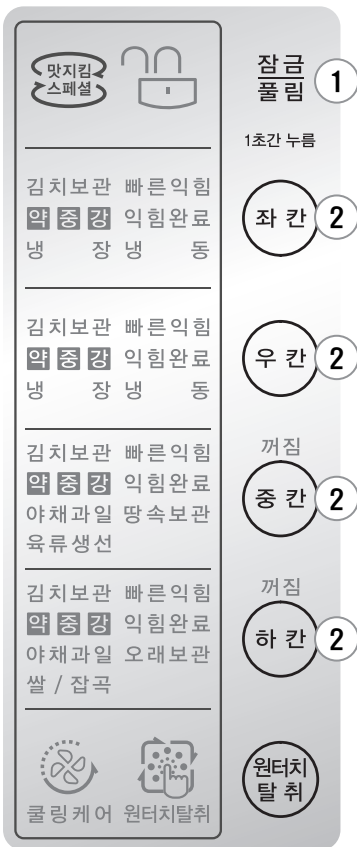 맛지킴
스페셜
잠금
풀림
1
1초간 누름
김치보관 빠른익힘
약 중 강 익힘완료
냉 장 냉 동
좌 칸
2
김치보관 빠른익힘
약 중 강 익힘완료
냉 장 냉 동
우 칸
2
김치보관 빠른익힘
약 중 강 익힘완료
야채과일 땅속보관
육류생선
꺼짐
중 칸
2
김치보관 빠른익힘
약 중 강 익힘완료
야채과일 오래보관
쌀 / 잡곡
꺼짐
하 칸
2
쿨링케어 원터치탈취
원터치
탈 취